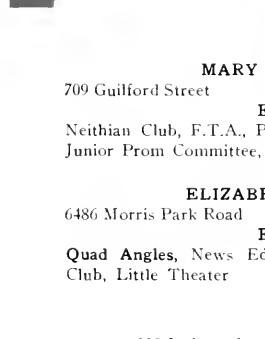 MARY
709 Guilford Street
E
Neithian Club, F.T.A., P
Junior Prom Committee,
ELIZABE
6486 Morris Park Road
E
Quad Angles, News Ed
Club, Little Theater